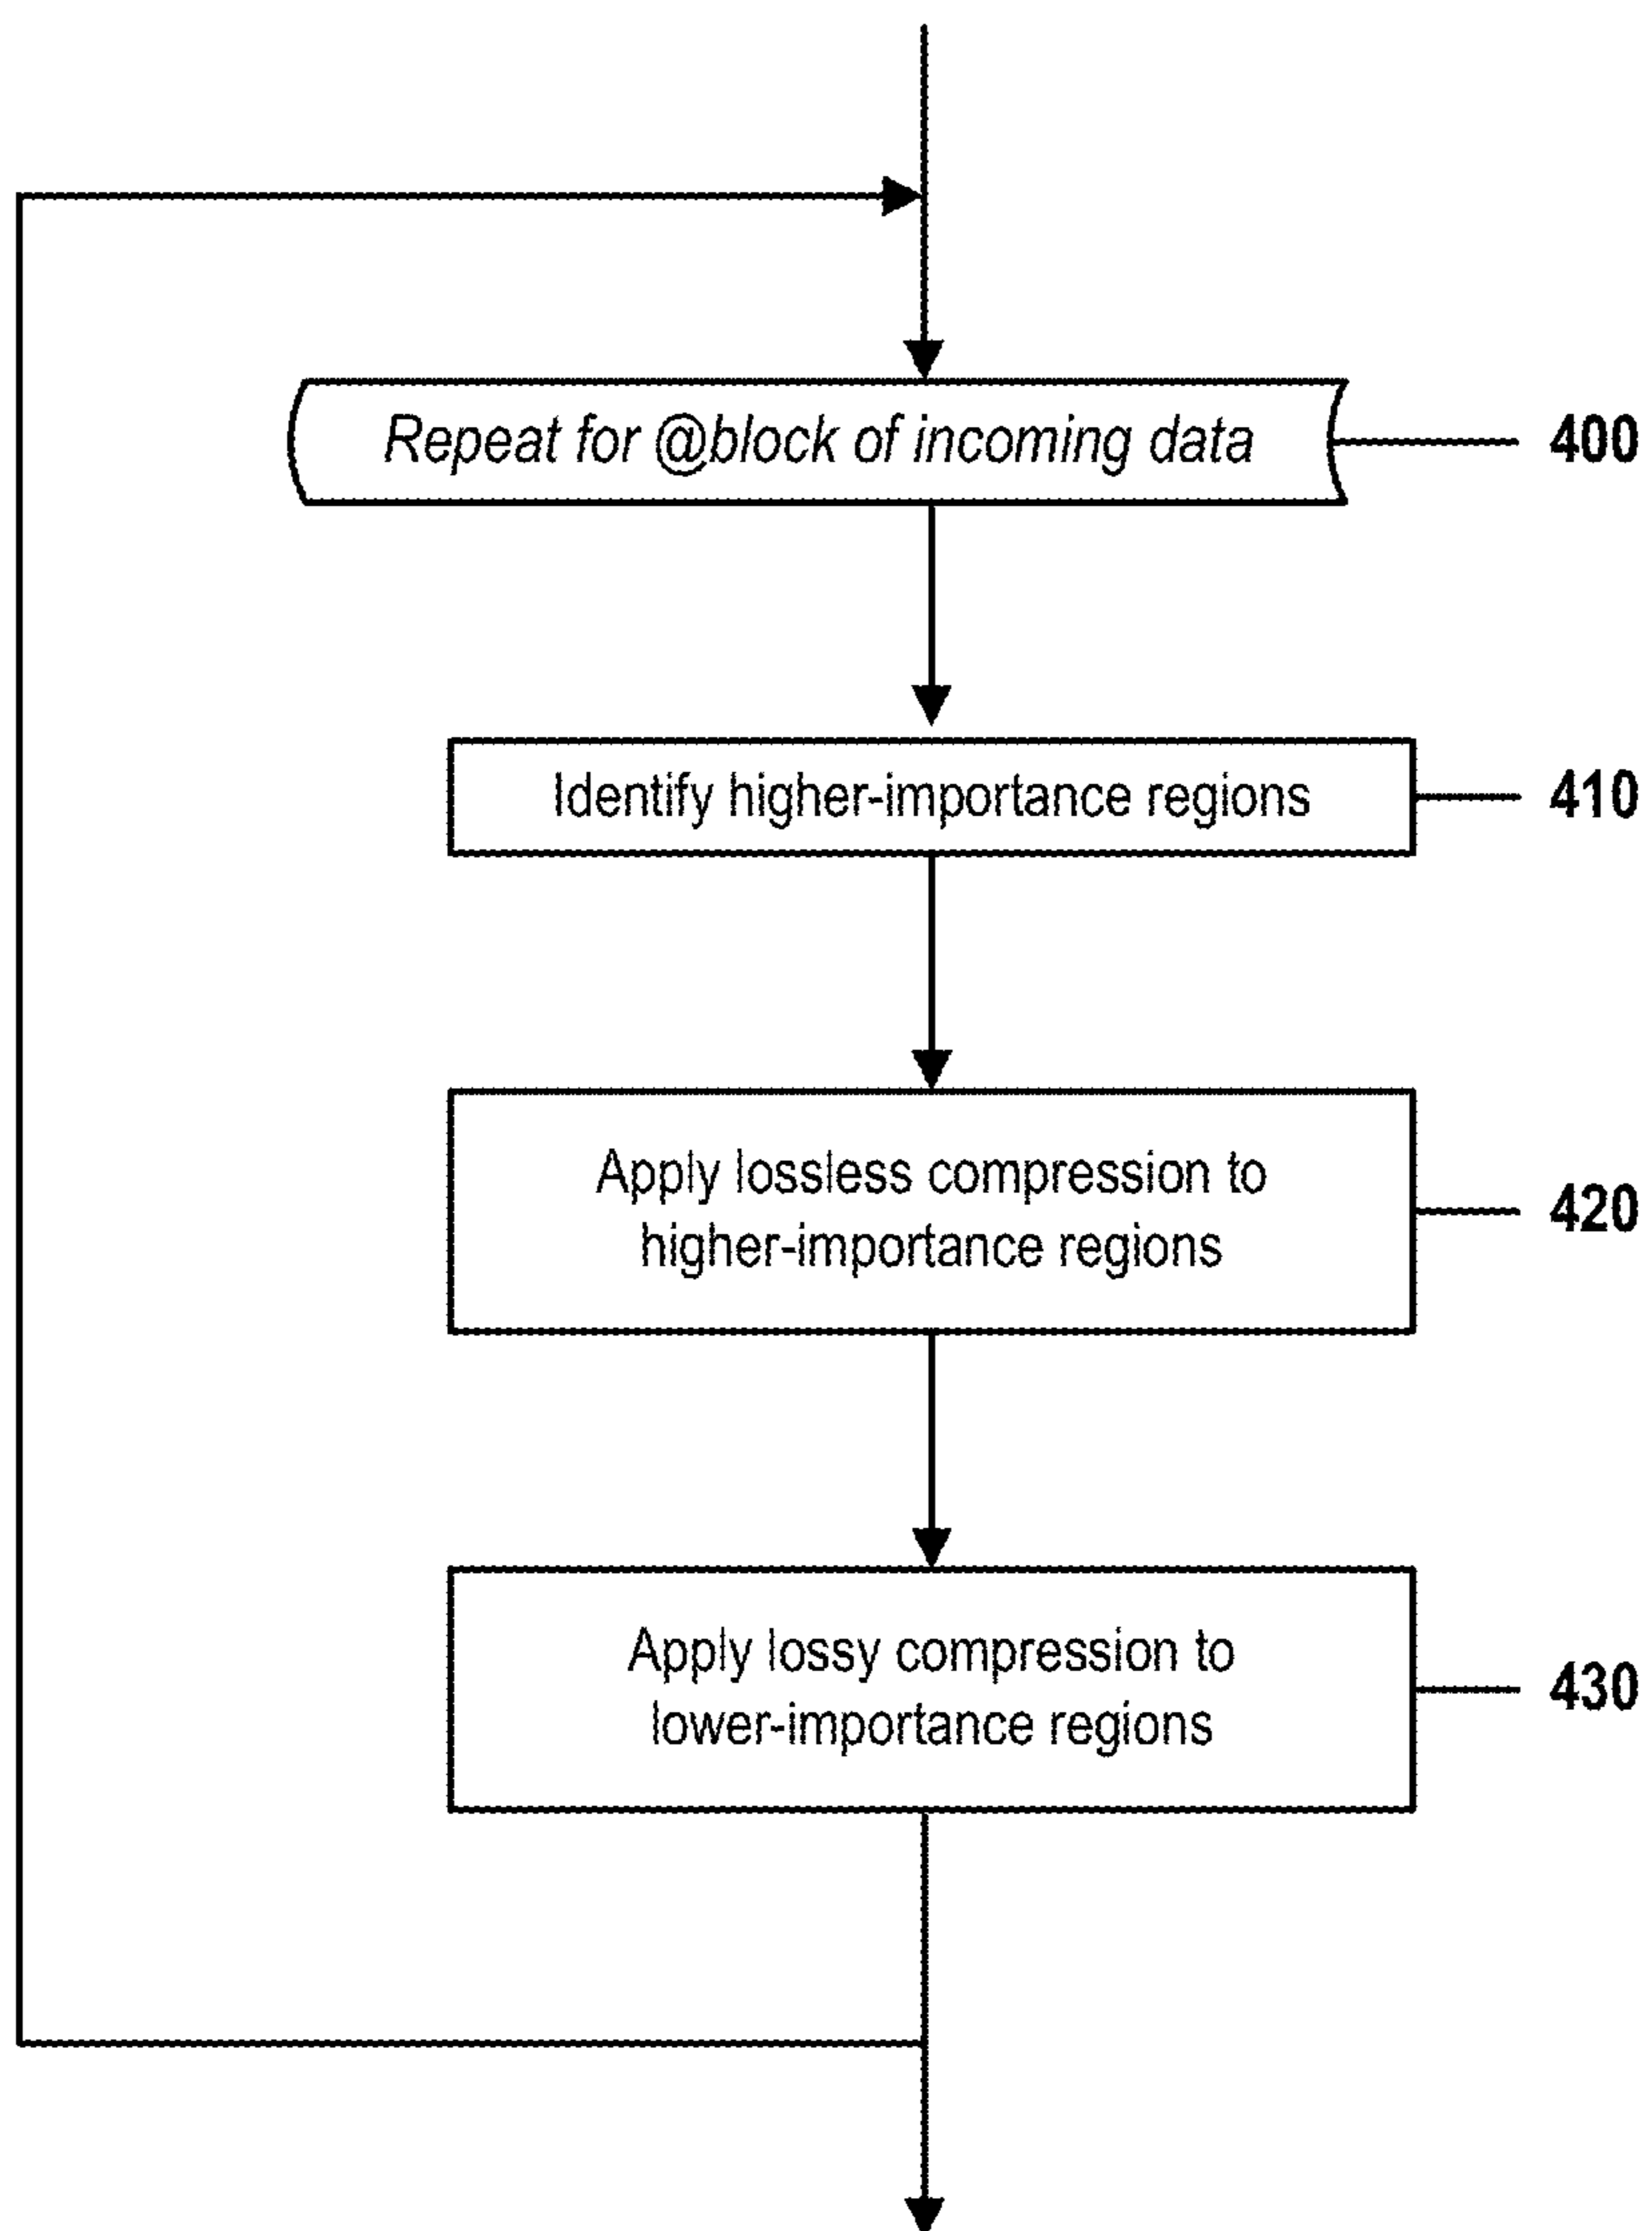 Repeat for @block of incoming data
400
Identify higher-importance regions
410
Apply lossless compression to
higher-importance regions
420
Apply lossy compression to
lower-importance regions
430